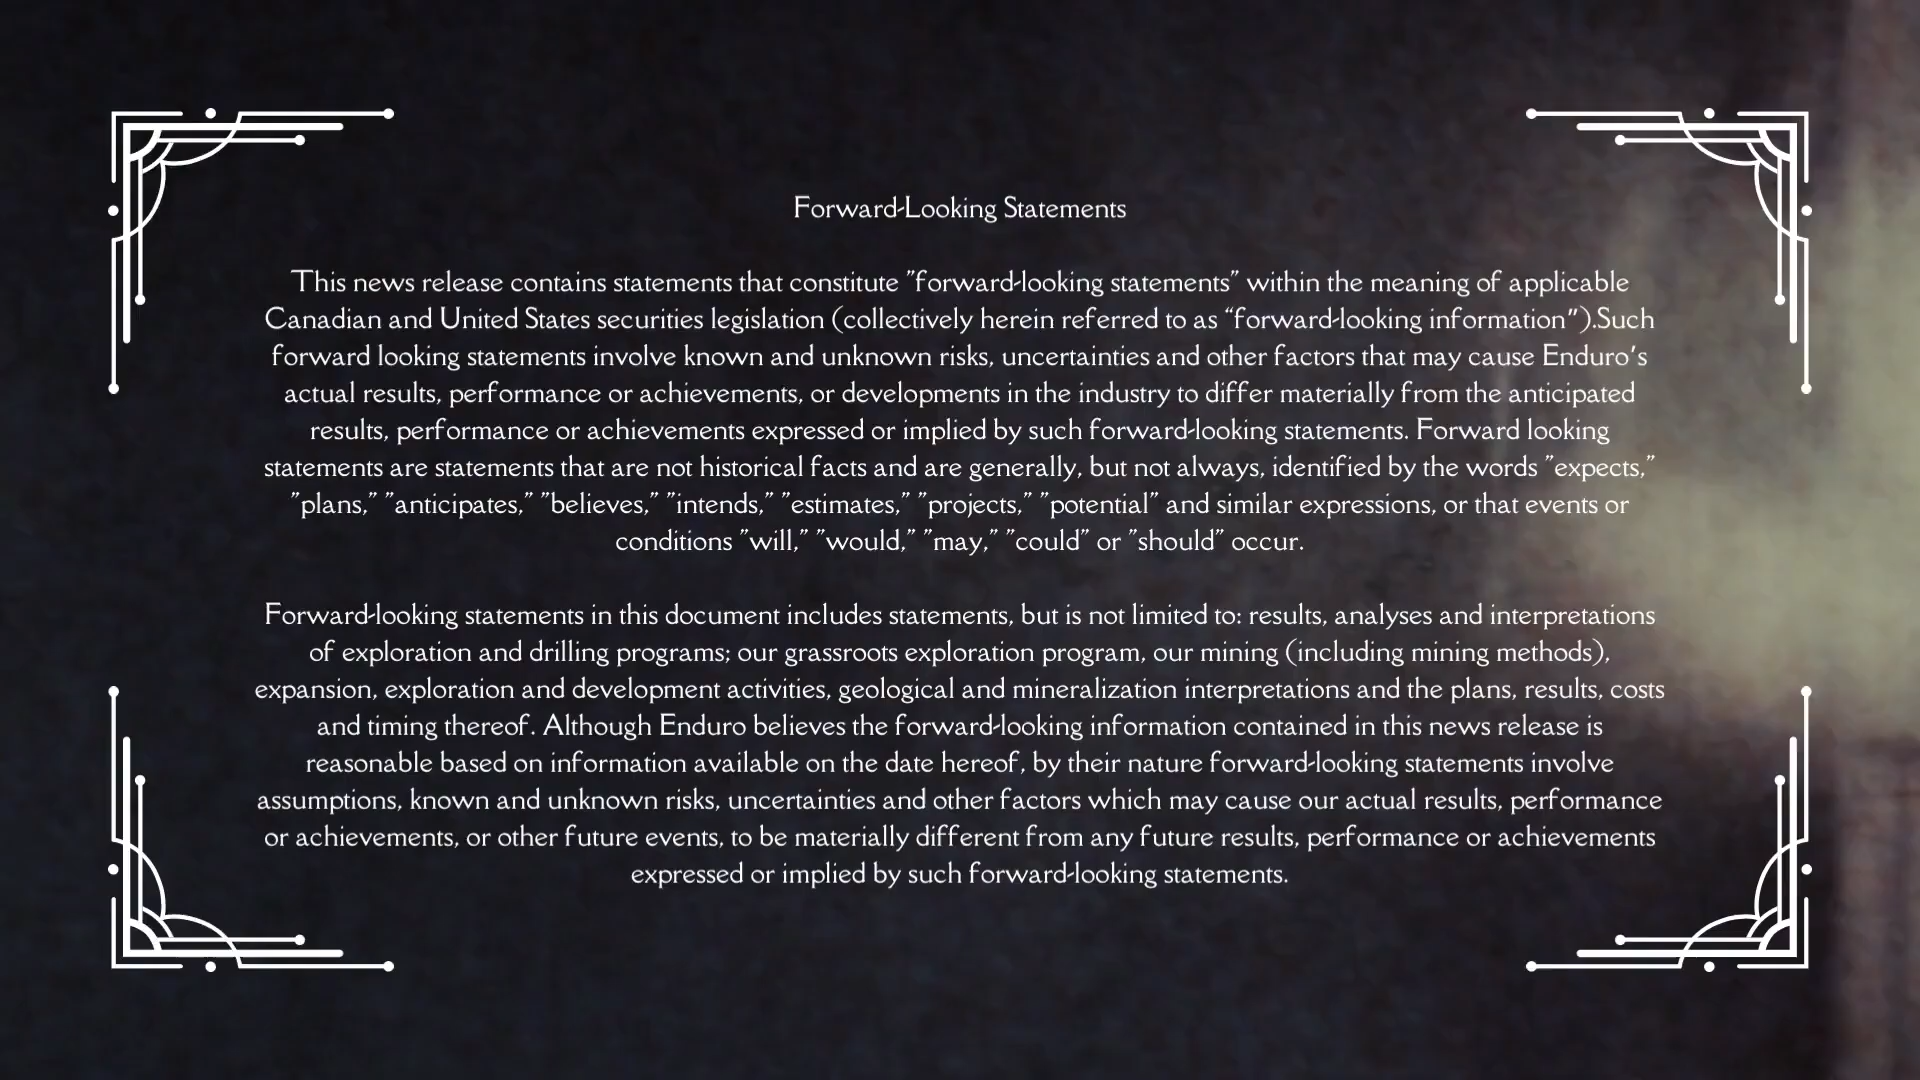 Forward-Looking Statements
This news release contains statements that constitute "forward-looking statements" within the meaning of applicable
Canadian and United States securities legislation (collectively herein referred to as “forward-looking information").Such
forward looking statements involve known and unknown risks, uncertainties and other factors that may cause Enduro's
actual results, performance or achievements, or developments in the industry to differ materially from the anticipated
results, performance or achievements expressed or implied by such forward-looking statements. Forward looking
statements are statements that are not historical facts and are generally, but not always, identified by the words "expects,"
"plans," "anticipates," "believes," "intends," "estimates," "projects," "potential" and similar expressions, or that events or
conditions "will," "would," "may," "could" or "should" occur.
Forward-looking statements in this document includes statements, but is not limited to: results, analyses and interpretations
of exploration and drilling programs; our grassroots exploration program, our mining (including mining methods),
expansion, exploration and development activities, geological and mineralization interpretations and the plans, results, costs
and timing thereof. Although Enduro believes the forward-looking information contained in this news release is
reasonable based on information available on the date hereof, by their nature forward-looking statements involve
assumptions, known and unknown risks, uncertainties and other factors which may cause our actual results, performance
or achievements, or other future events, to be materially different from any future results, performance or achievements
expressed or implied by such forward-looking statements.